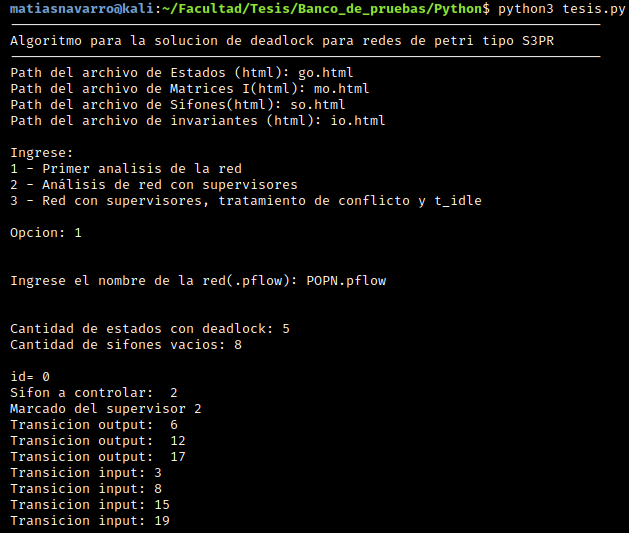 matiasnavarro@kali:~/Facultad/Tesis/Banco_de_pruebas/Python$ python3 tesis.py
Algoritmo para la solucion de deadlock para redes de petri tipo S3PR
Path del archivo de Estados (html): go.html
Path del archivo de Matrices I(html): mo.html
Path del archivo de Sifones(html): so.html
Path del archivo de invariantes (html): io.html
Ingrese:
1 - Primer analisis de la red
2 - Análisis de red con supervisores
3 - Red con supervisores, tratamiento de conflicto y t_idle
Opcion: 1
Ingrese el nombre de la red(.pflow): POPN.pflow
Cantidad de estados con deadlock: 5
Cantidad de sifones vacios: 8
id= 0
Sifon a controlar:  2
Marcado del supervisor 2
Transicion output:  6
Transicion output:  12
Transicion output:  17
Transicion input: 3
Transicion input: 8
Transicion input: 15
Transicion input: 19